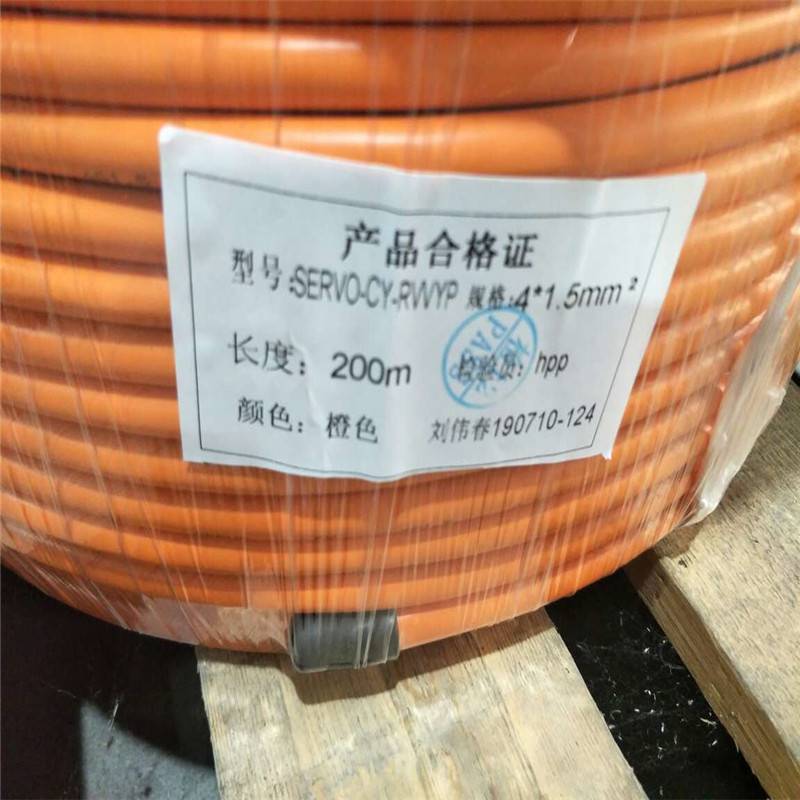 产品合格证
型号:SERVO-CY-RVVYP 规格:4*1.5mm²
长度：200m 检验员：hpp
颜色：橙色 刘伟春190710-124
PA